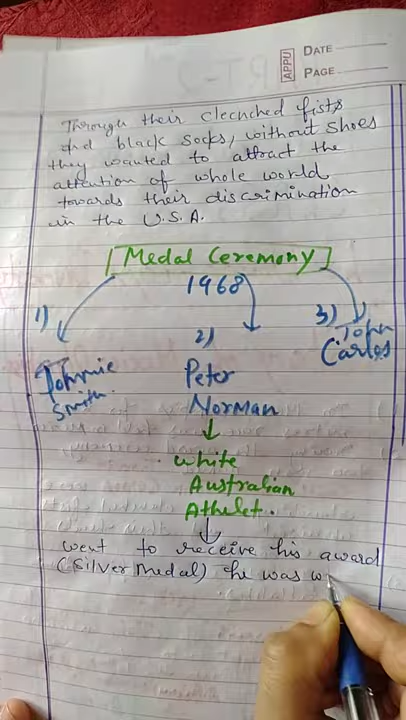 APPU
DATE
PAGE
Through their clecnched fists
and black socks, without shoes
they wanted to attract the
attention of whole world
towards their discrimination
in the U.S.A.
Medal Ceremony
1968
1)
2)
3)
Tommie
Smith
Peter
Norman
John
Carlos
White
Australian
Athelet.
went to receive his award
(Silver Medal) he was w